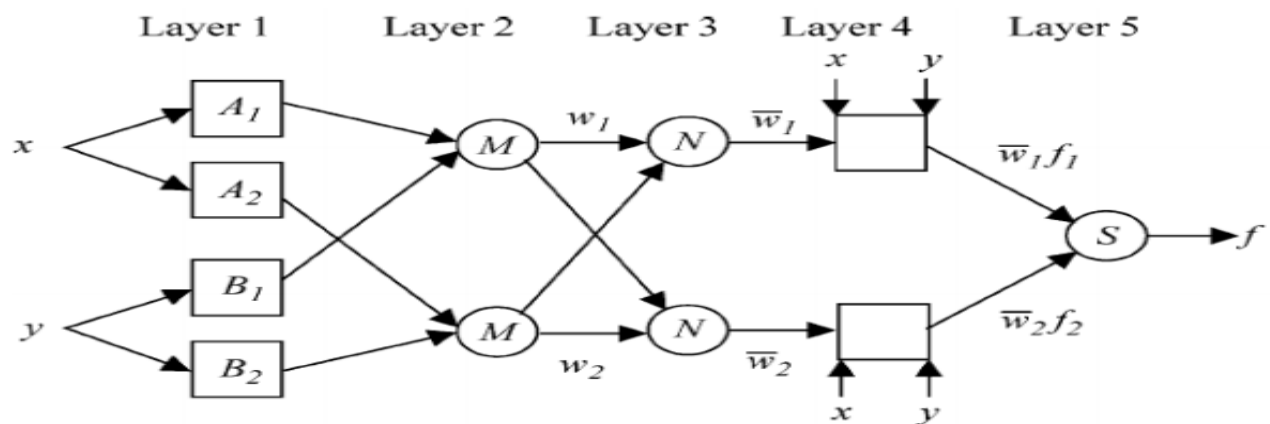 Layer 1 Layer 2 Layer 3 Layer 4 Layer 5
x y
A1 w1 w̅1
x M N w̅1f1
A2
S f
B1
y M N w̅2f2
B2 w2 w̅2
x y